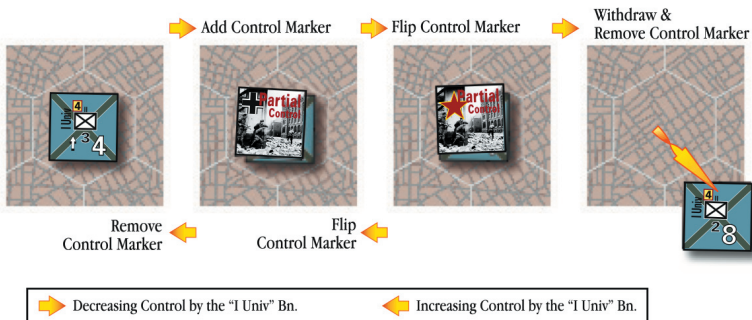 Add Control Marker
Flip Control Marker
Withdraw &
Remove Control Marker
I Univ
4
II
3 4
Partial
Control
Partial
Control
I Univ
4
II
2 8
Remove
Control Marker
Flip
Control Marker
Decreasing Control by the “I Univ” Bn.
Increasing Control by the “I Univ” Bn.